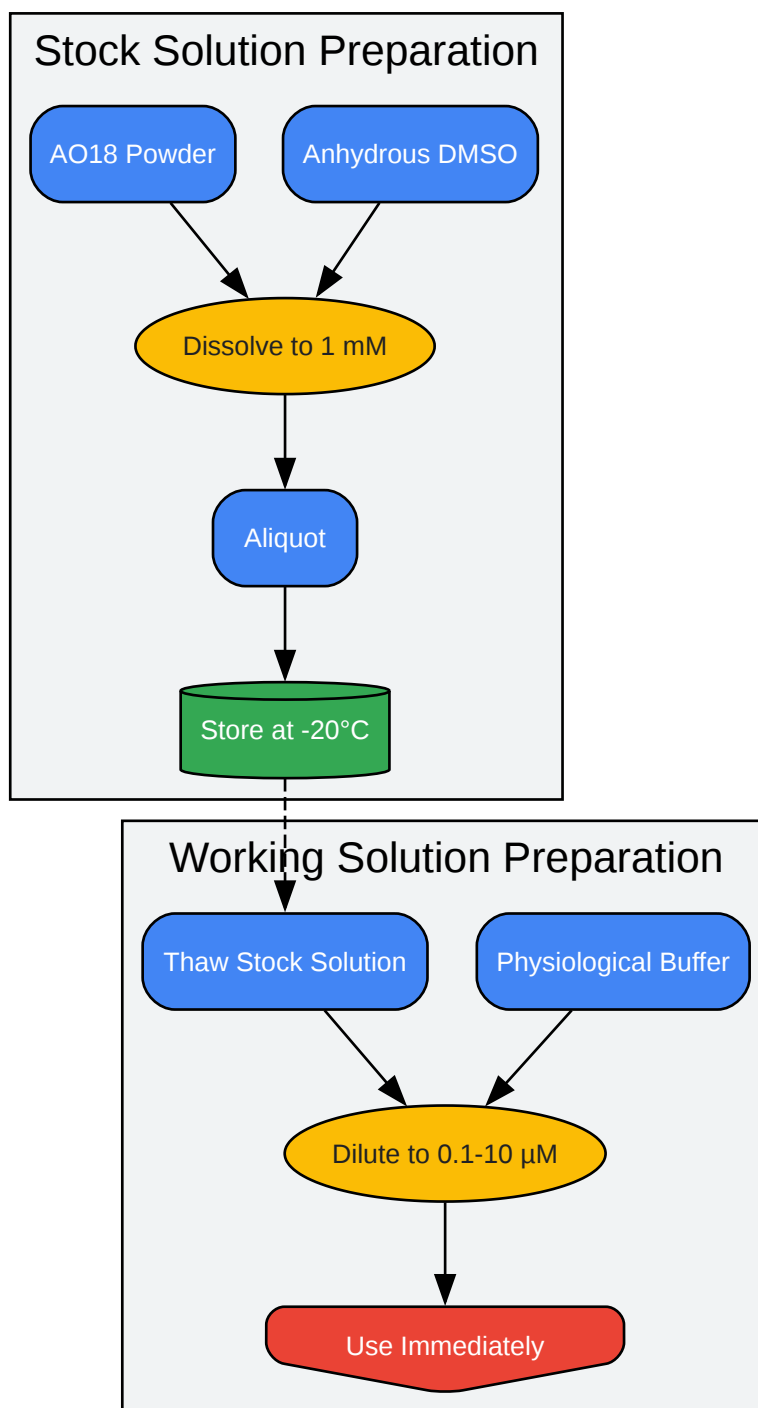 Stock Solution Preparation
AO18 Powder
Anhydrous DMSO
Dissolve to 1 mM
Aliquot
Store at -20°C
Working Solution Preparation
Thaw Stock Solution
Physiological Buffer
Dilute to 0.1-10 µM
Use Immediately